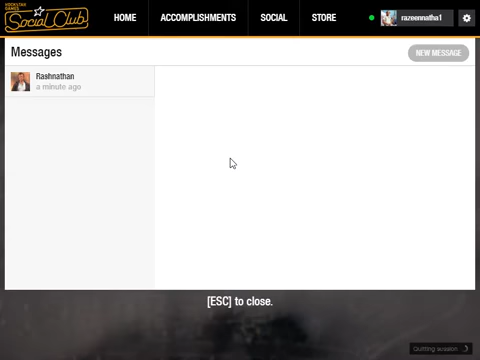 ROCKSTAR GAMES
Social Club
HOME
ACCOMPLISHMENTS
SOCIAL
STORE
razeennatha1
Messages
NEW MESSAGE
Rashnathan
a minute ago
[ESC] to close.
Quitting session